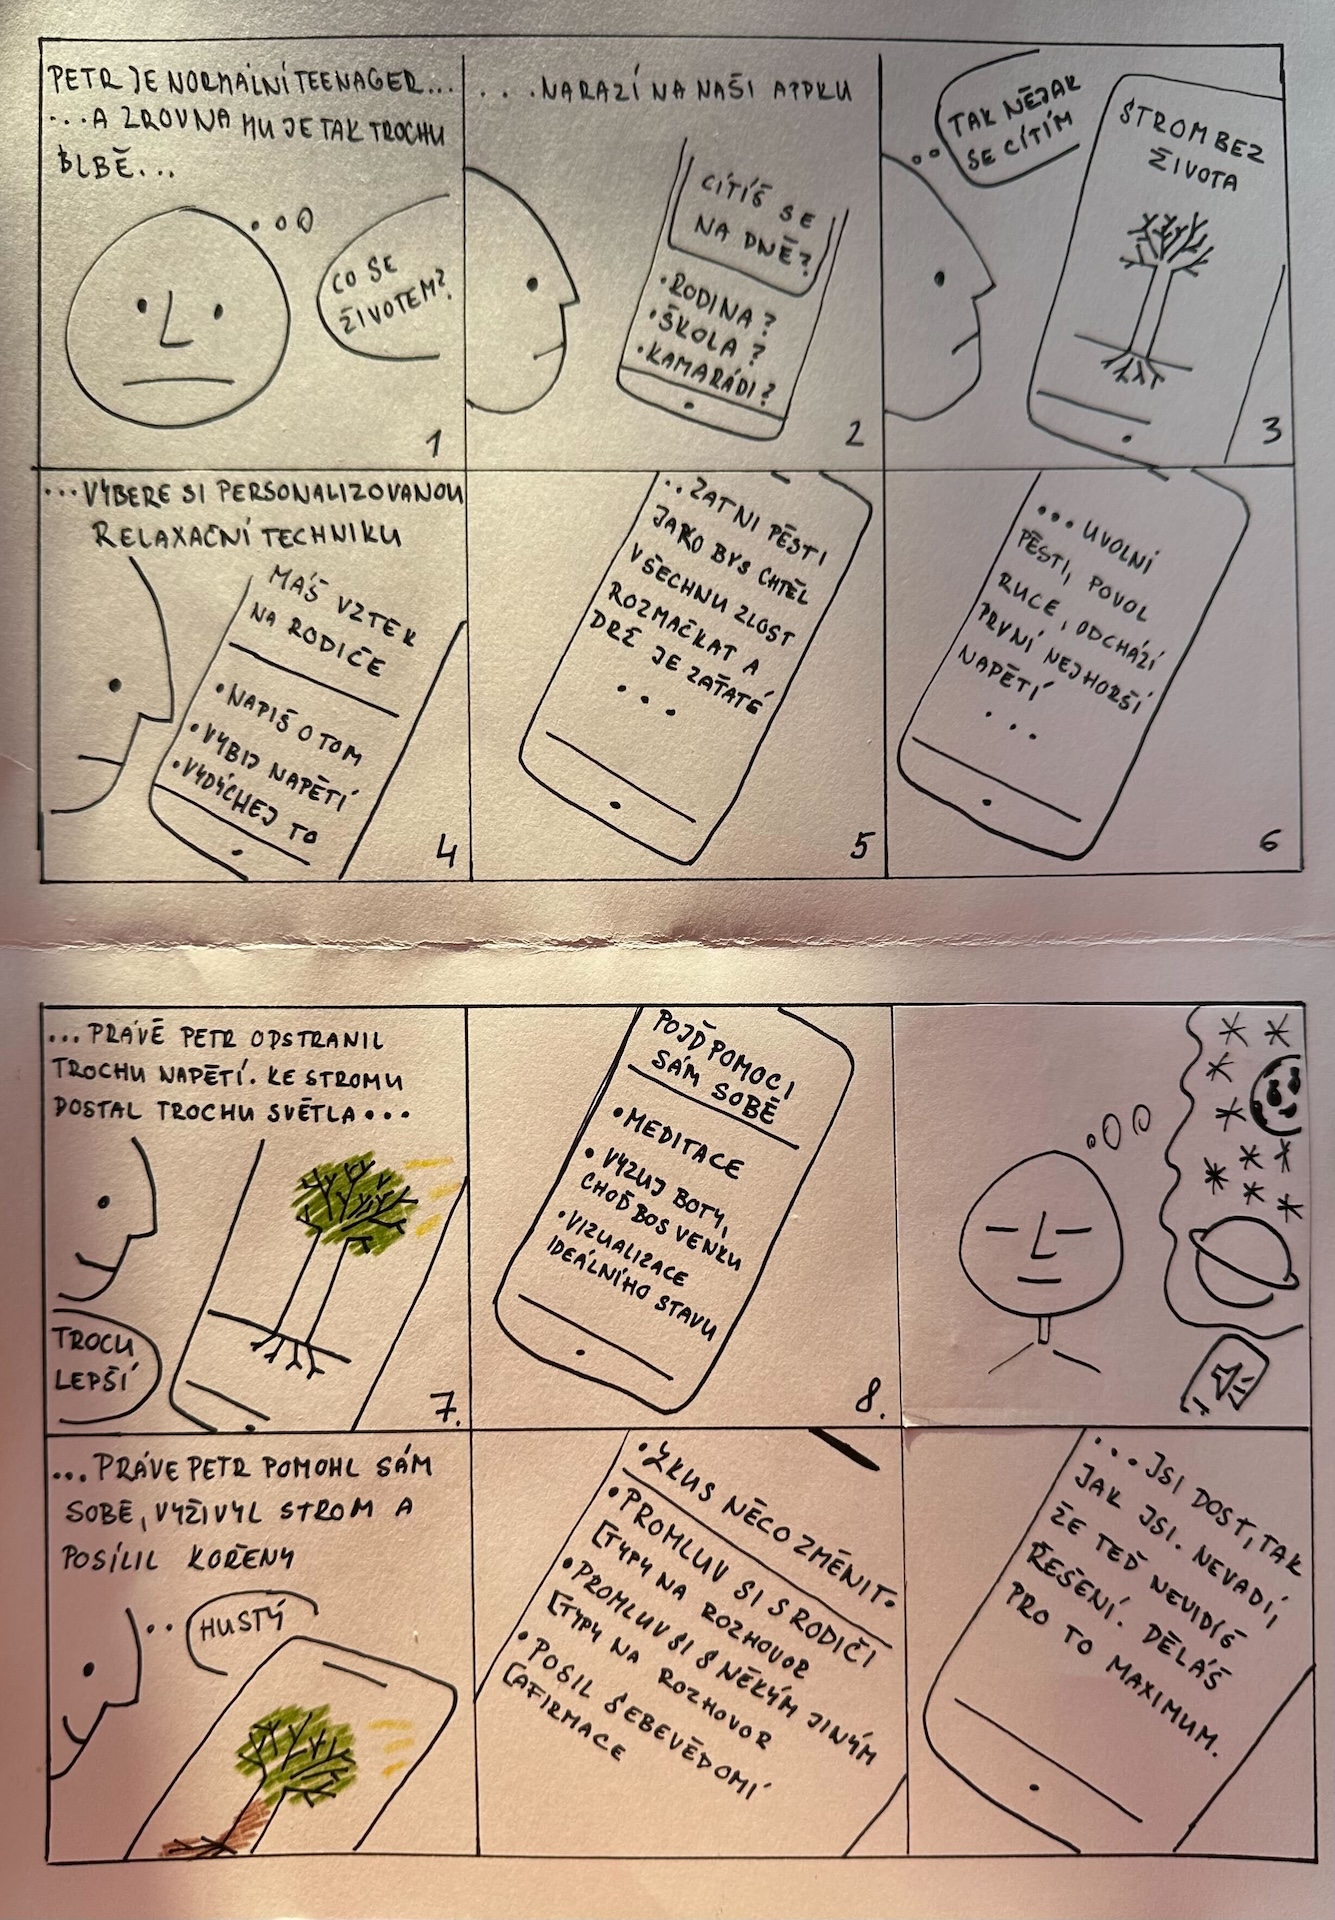 PETR JE NORMÁLNÍ TEENAGER...
...A ZROVNA MU JE TAK TROCHU
BLBĚ...
CO SE
ŽIVOTEM?
1
....NARAZÍ NA NAŠI APPKU
CÍTÍŠ SE
NA DNĚ?
•RODINA?
•ŠKOLA?
•KAMARÁDI?
2
TAK NĚJAK
SE CÍTÍM
STROM BEZ
ŽIVOTA
3
...VYBERE SI PERSONALIZOVANOU
RELAXAČNÍ TECHNIKU
MÁŠ VZTEK
NA RODIČE
•NAPIŠ O TOM
•VYBIJ NAPĚTÍ
•VYDÝCHEJ TO
4
..ZATNI PĚSTI
JAKO BYS CHTĚL
VŠECHNU ZLOST
ROZMAČKAT A
DRŽ JE ZAŤATÉ
...
5
...UVOLNI
PĚSTI, POVOL
RUCE, ODCHÁZÍ
PRVNÍ NEJHORŠÍ
NAPĚTÍ
...
6
...PRÁVĚ PETR ODSTRANIL
TROCHU NAPĚTÍ. KE STROMU
DOSTAL TROCHU SVĚTLA...
TROCU
LEPŠÍ
7.
POJĎ POMOCI
SÁM SOBĚ
•MEDITACE
•VYZUJ BOTY,
CHOĎ BOS VENKU
•VIZUALIZACE
IDEÁLNÍHO STAVU
8.
...PRÁVE PETR POMOHL SÁM
SOBĚ, VYŽIVYL STROM A
POSÍLIL KOŘENY
HUSTÝ
•ZKUS NĚCO ZMĚNIT.
•PROMLUV SI S RODIČI
[TYPY NA ROZHOVOR
•PROMLUV SI S NĚKÝM JINÝM
[TYPY NA ROZHOVOR
•POSIL SEBEVĚDOMÍ
[AFIRMACE
...JSI DOST, TAK
JAK JSI. NEVADÍ,
ŽE TEĎ NEVIDÍŠ
ŘEŠENÍ. DĚLÁŠ
PRO TO MAXIMUM.